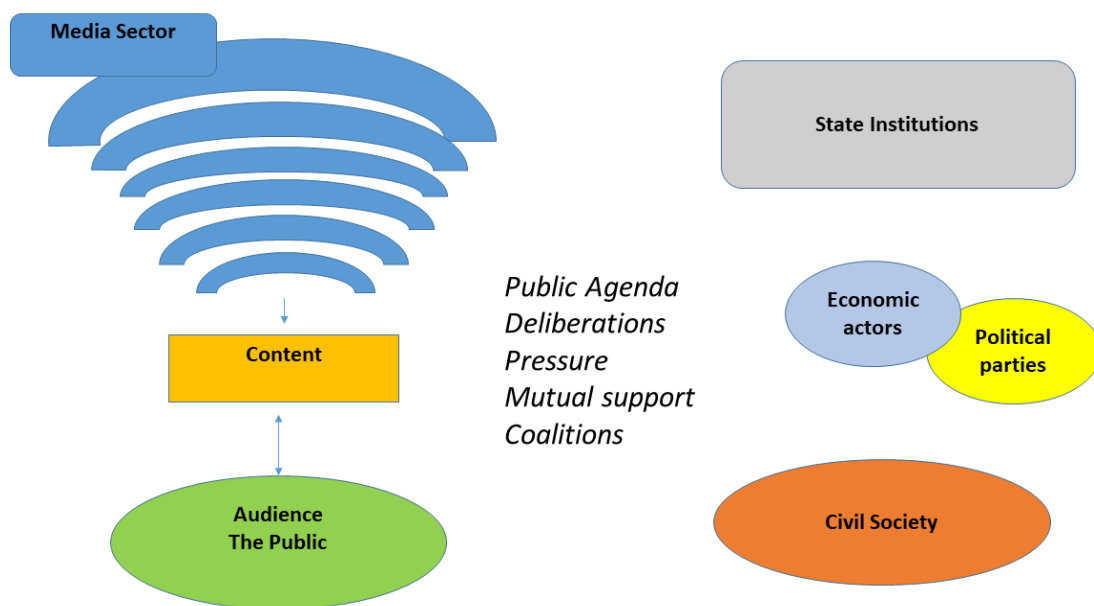 Media Sector
State Institutions
Public Agenda
Deliberations
Pressure
Mutual support
Coalitions
Economic
actors
Political
parties
Content
Audience
The Public
Civil Society